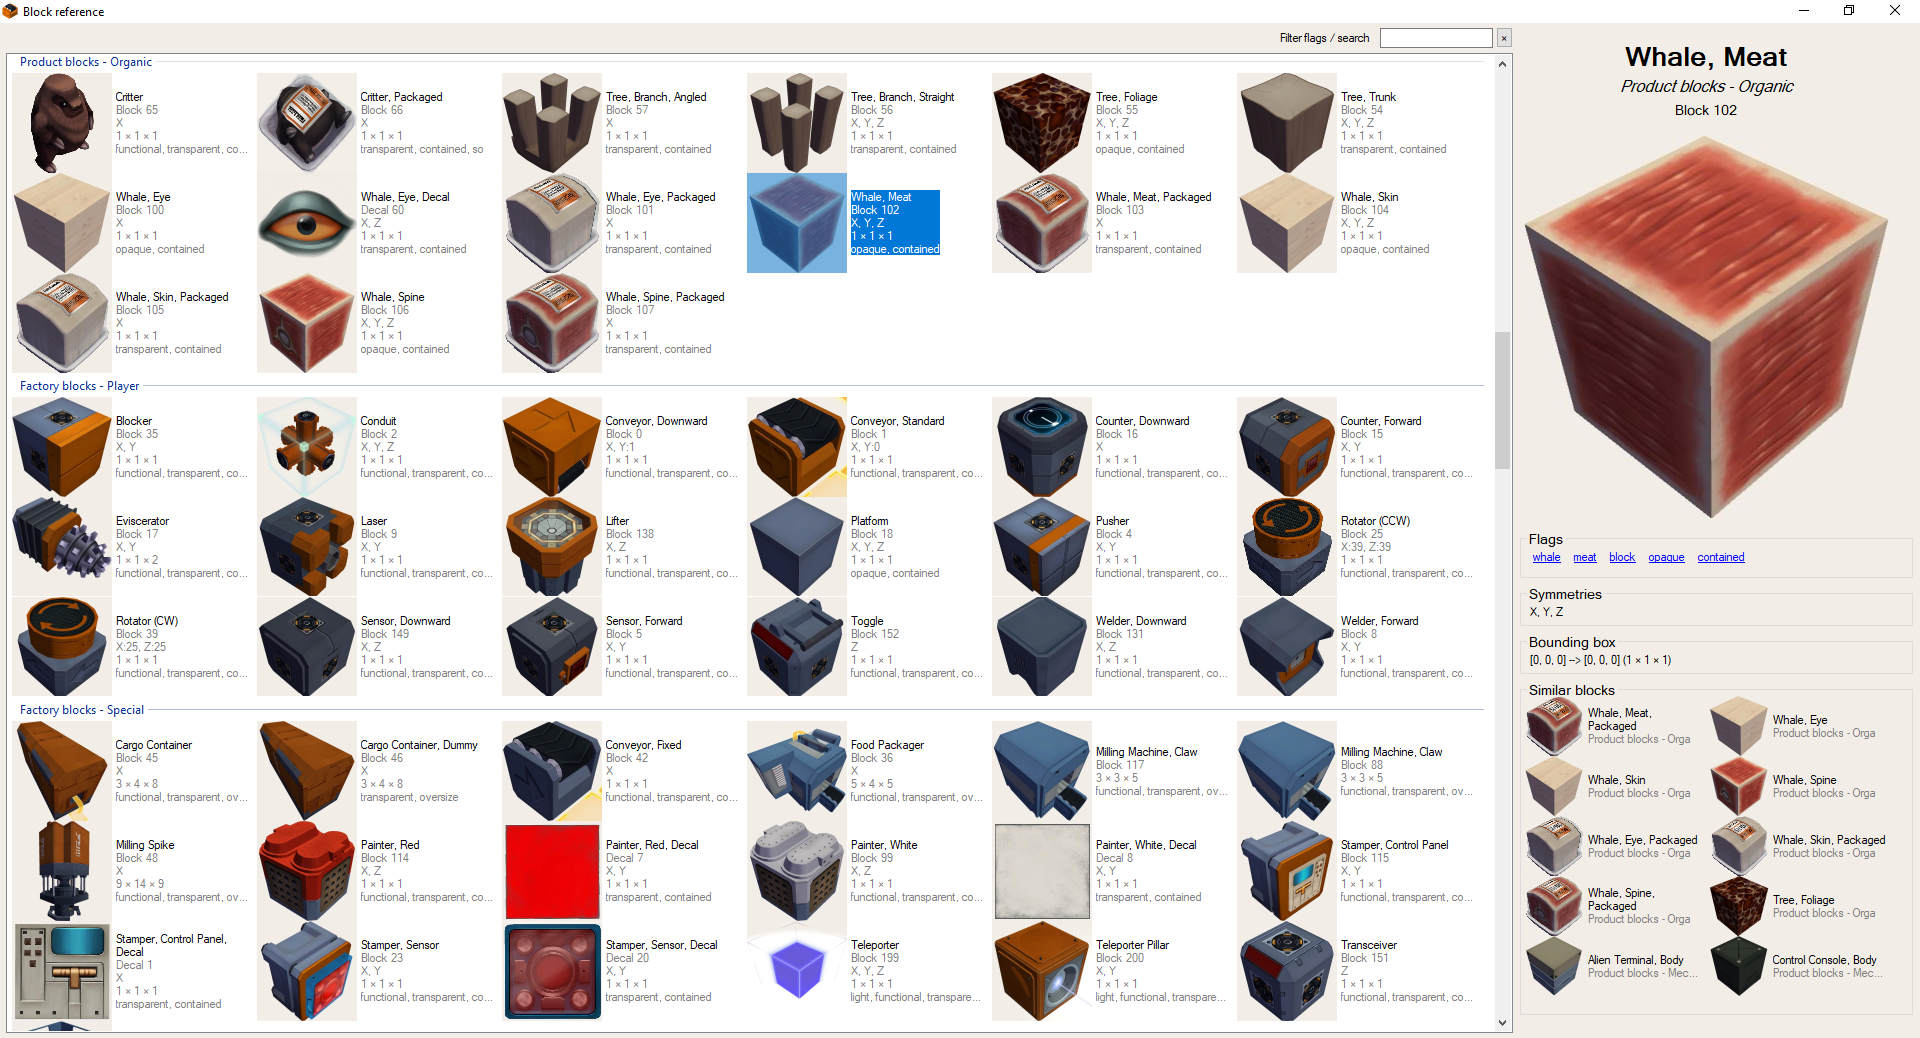 Block reference
Filter flags / search
×
Product blocks - Organic
Critter
Block 65
X
1 × 1 × 1
functional, transparent, co...
Critter, Packaged
Block 66
X
1 × 1 × 1
transparent, contained, so
Tree, Branch, Angled
Block 57
X
1 × 1 × 1
transparent, contained
Tree, Branch, Straight
Block 56
X, Y, Z
1 × 1 × 1
transparent, contained
Tree, Foliage
Block 55
X, Y, Z
1 × 1 × 1
opaque, contained
Tree, Trunk
Block 54
X, Y, Z
1 × 1 × 1
transparent, contained
Whale, Eye
Block 100
X
1 × 1 × 1
opaque, contained
Whale, Eye, Decal
Decal 60
X, Z
1 × 1 × 1
transparent, contained
Whale, Eye, Packaged
Block 101
X
1 × 1 × 1
transparent, contained
Whale, Meat
Block 102
X, Y, Z
1 × 1 × 1
opaque, contained
Whale, Meat, Packaged
Block 103
X
1 × 1 × 1
transparent, contained
Whale, Skin
Block 104
X, Y, Z
1 × 1 × 1
opaque, contained
Whale, Skin, Packaged
Block 105
X
1 × 1 × 1
transparent, contained
Whale, Spine
Block 106
X, Y, Z
1 × 1 × 1
opaque, contained
Whale, Spine, Packaged
Block 107
X
1 × 1 × 1
transparent, contained
Factory blocks - Player
Blocker
Block 35
X, Y
1 × 1 × 1
functional, transparent, co...
Conduit
Block 2
X, Y, Z
1 × 1 × 1
functional, transparent, co...
Conveyor, Downward
Block 0
X, Y:1
1 × 1 × 1
functional, transparent, co...
Conveyor, Standard
Block 1
X, Y:0
1 × 1 × 1
functional, transparent, co...
Counter, Downward
Block 16
X
1 × 1 × 1
functional, transparent, co...
Counter, Forward
Block 15
X, Y
1 × 1 × 1
functional, transparent, co...
Eviscerator
Block 17
X, Y
1 × 1 × 2
functional, transparent, co...
Laser
Block 9
X, Y
1 × 1 × 1
functional, transparent, co...
Lifter
Block 138
X, Z
1 × 1 × 1
functional, transparent, co...
Platform
Block 18
X, Y, Z
1 × 1 × 1
opaque, contained
Pusher
Block 4
X, Y
1 × 1 × 1
functional, transparent, co...
Rotator (CCW)
Block 25
X:39, Z:39
1 × 1 × 1
functional, transparent, co...
Rotator (CW)
Block 39
X:25, Z:25
1 × 1 × 1
functional, transparent, co...
Sensor, Downward
Block 149
X, Z
1 × 1 × 1
functional, transparent, co...
Sensor, Forward
Block 5
X, Y
1 × 1 × 1
functional, transparent, co...
Toggle
Block 152
Z
1 × 1 × 1
functional, transparent, co...
Welder, Downward
Block 131
X, Z
1 × 1 × 1
functional, transparent, co...
Welder, Forward
Block 8
X, Y
1 × 1 × 1
functional, transparent, co...
Factory blocks - Special
Cargo Container
Block 45
X
3 × 4 × 8
functional, transparent, ov...
Cargo Container, Dummy
Block 46
X
3 × 4 × 8
transparent, oversize
Conveyor, Fixed
Block 42
X
1 × 1 × 1
functional, transparent, co...
Food Packager
Block 36
X
5 × 4 × 5
functional, transparent, ov...
Milling Machine, Claw
Block 117
3 × 3 × 5
functional, transparent, ov...
Milling Machine, Claw
Block 88
3 × 3 × 5
functional, transparent, ov...
Milling Spike
Block 48
X
9 × 14 × 9
functional, transparent, ov...
Painter, Red
Block 114
X, Z
1 × 1 × 1
functional, transparent, co...
Painter, Red, Decal
Decal 7
X, Y
1 × 1 × 1
transparent, contained
Painter, White
Block 99
X, Z
1 × 1 × 1
functional, transparent, co...
Painter, White, Decal
Decal 8
X, Y
1 × 1 × 1
transparent, contained
Stamper, Control Panel
Block 115
X, Y
1 × 1 × 1
functional, transparent, co...
Stamper, Control Panel,
Decal
Decal 1
X
1 × 1 × 1
transparent, contained
Stamper, Sensor
Block 23
X, Y
1 × 1 × 1
functional, transparent, co...
Stamper, Sensor, Decal
Decal 20
X, Y
1 × 1 × 1
transparent, contained
Teleporter
Block 199
X, Y, Z
1 × 1 × 1
light, functional, transpare...
Teleporter Pillar
Block 200
X, Y
1 × 1 × 1
light, functional, transpare...
Transceiver
Block 151
Z
1 × 1 × 1
functional, transparent, co...
Whale, Meat
Product blocks - Organic
Block 102
Flags
whale meat block opaque contained
Symmetries
X, Y, Z
Bounding box
[0, 0, 0] --> [0, 0, 0] (1 × 1 × 1)
Similar blocks
Whale, Meat,
Packaged
Product blocks - Orga
Whale, Eye
Product blocks - Orga
Whale, Skin
Product blocks - Orga
Whale, Spine
Product blocks - Orga
Whale, Eye, Packaged
Product blocks - Orga
Whale, Skin, Packaged
Product blocks - Orga
Whale, Spine,
Packaged
Product blocks - Orga
Tree, Foliage
Product blocks - Orga
Alien Terminal, Body
Product blocks - Mec...
Control Console, Body
Product blocks - Mec...